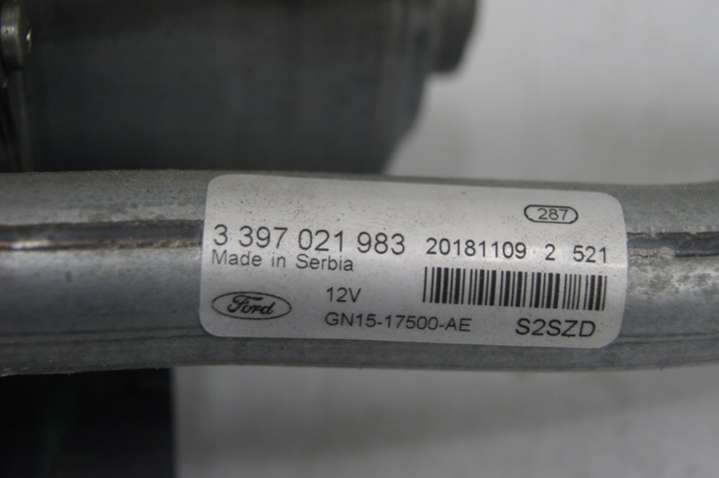 287
3 397 021 983 20181109 2 521
Made in Serbia
Ford 12V
GN15-17500-AE S2SZD